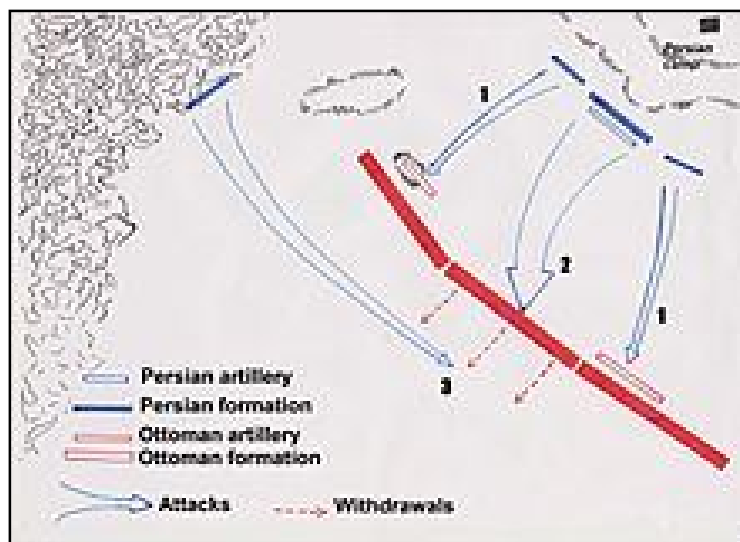 Persian
Camp
1
2
1
3
Persian artillery
Persian formation
Ottoman artillery
Ottoman formation
Attacks
Withdrawals